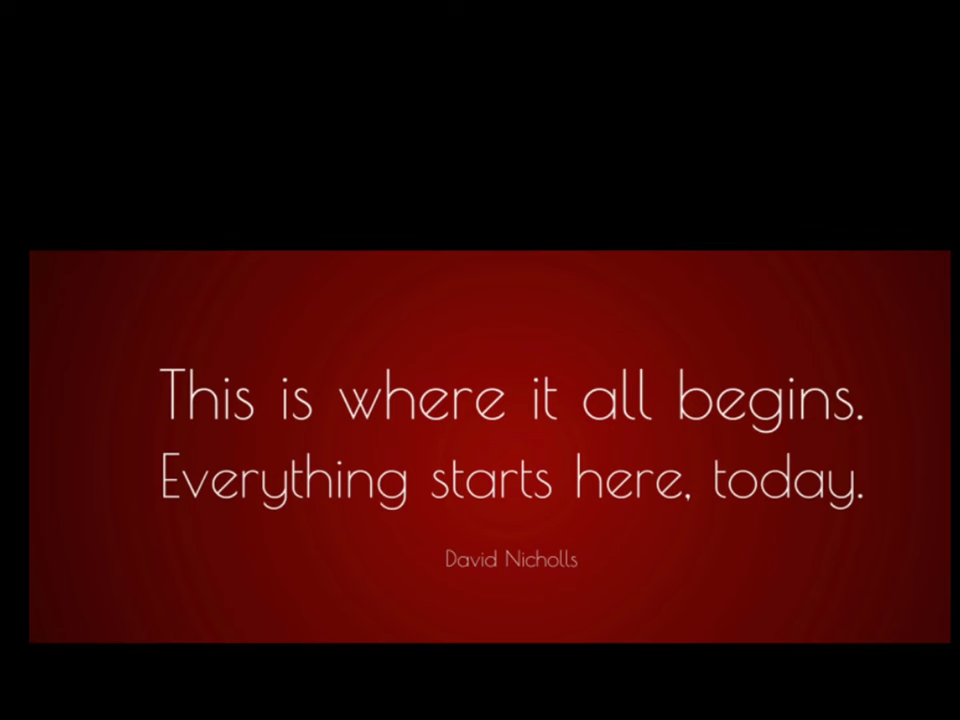 This is where it all begins.
Everything starts here, today.
David Nicholls